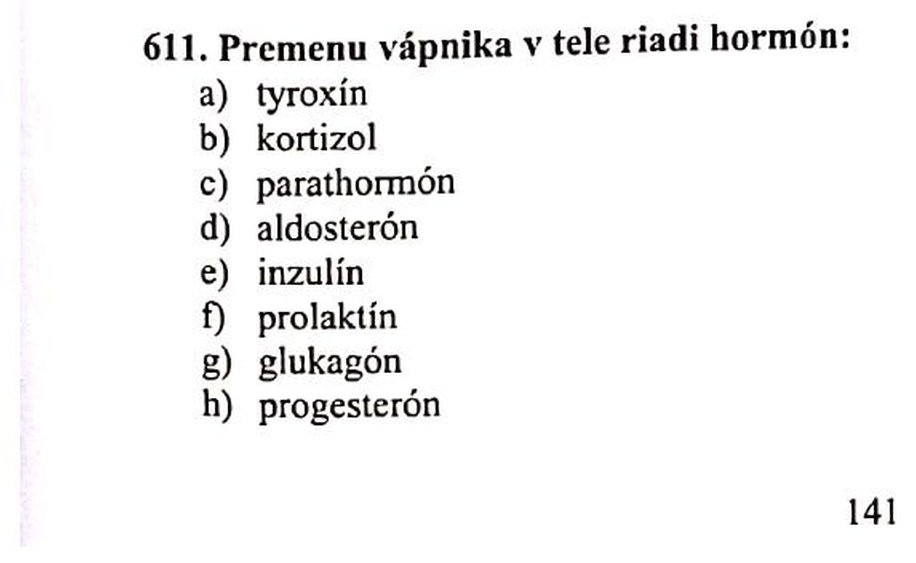 611. Premenu vápnika v tele riadi hormón:
a) tyroxín
b) kortizol
c) parathormón
d) aldosterón
e) inzulín
f) prolaktín
g) glukagón
h) progesterón
141